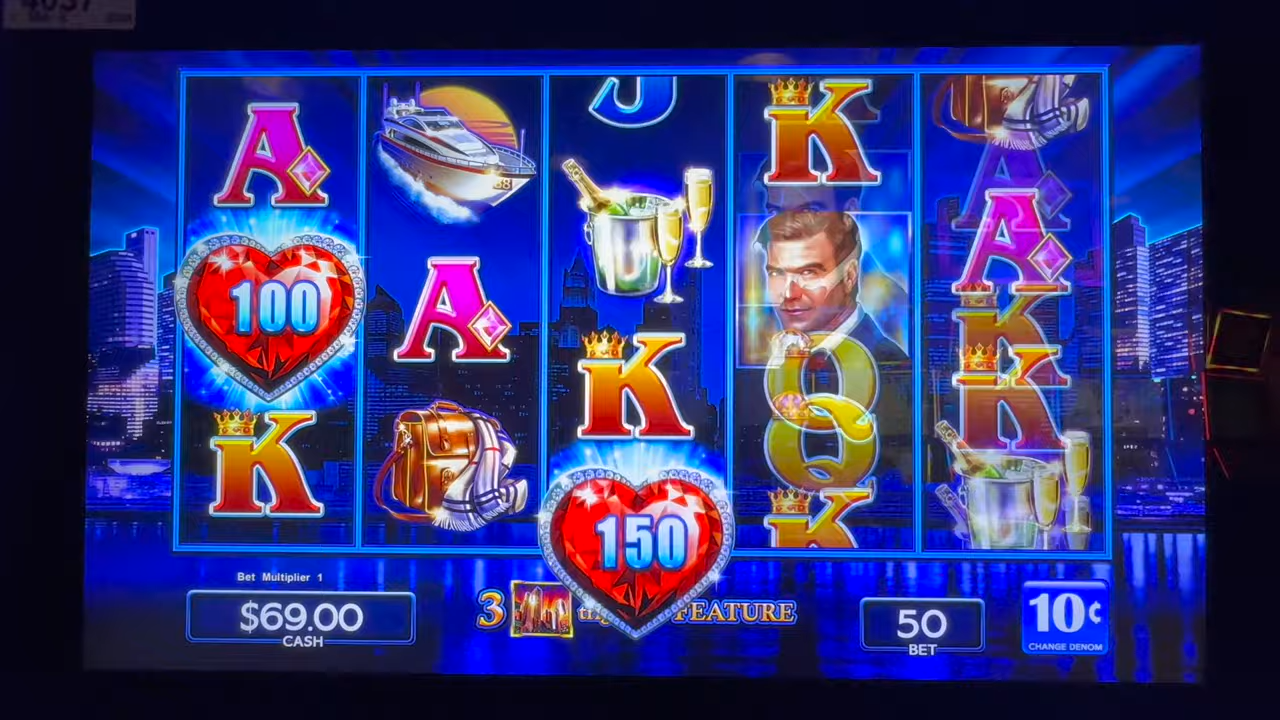 A
J
K
A
100
A
A
K
K
K
Q
Q
K
K
150
Bet Multiplier 1
$69.00
CASH
3 FEATURE
50
BET
10¢
CHANGE DENOM